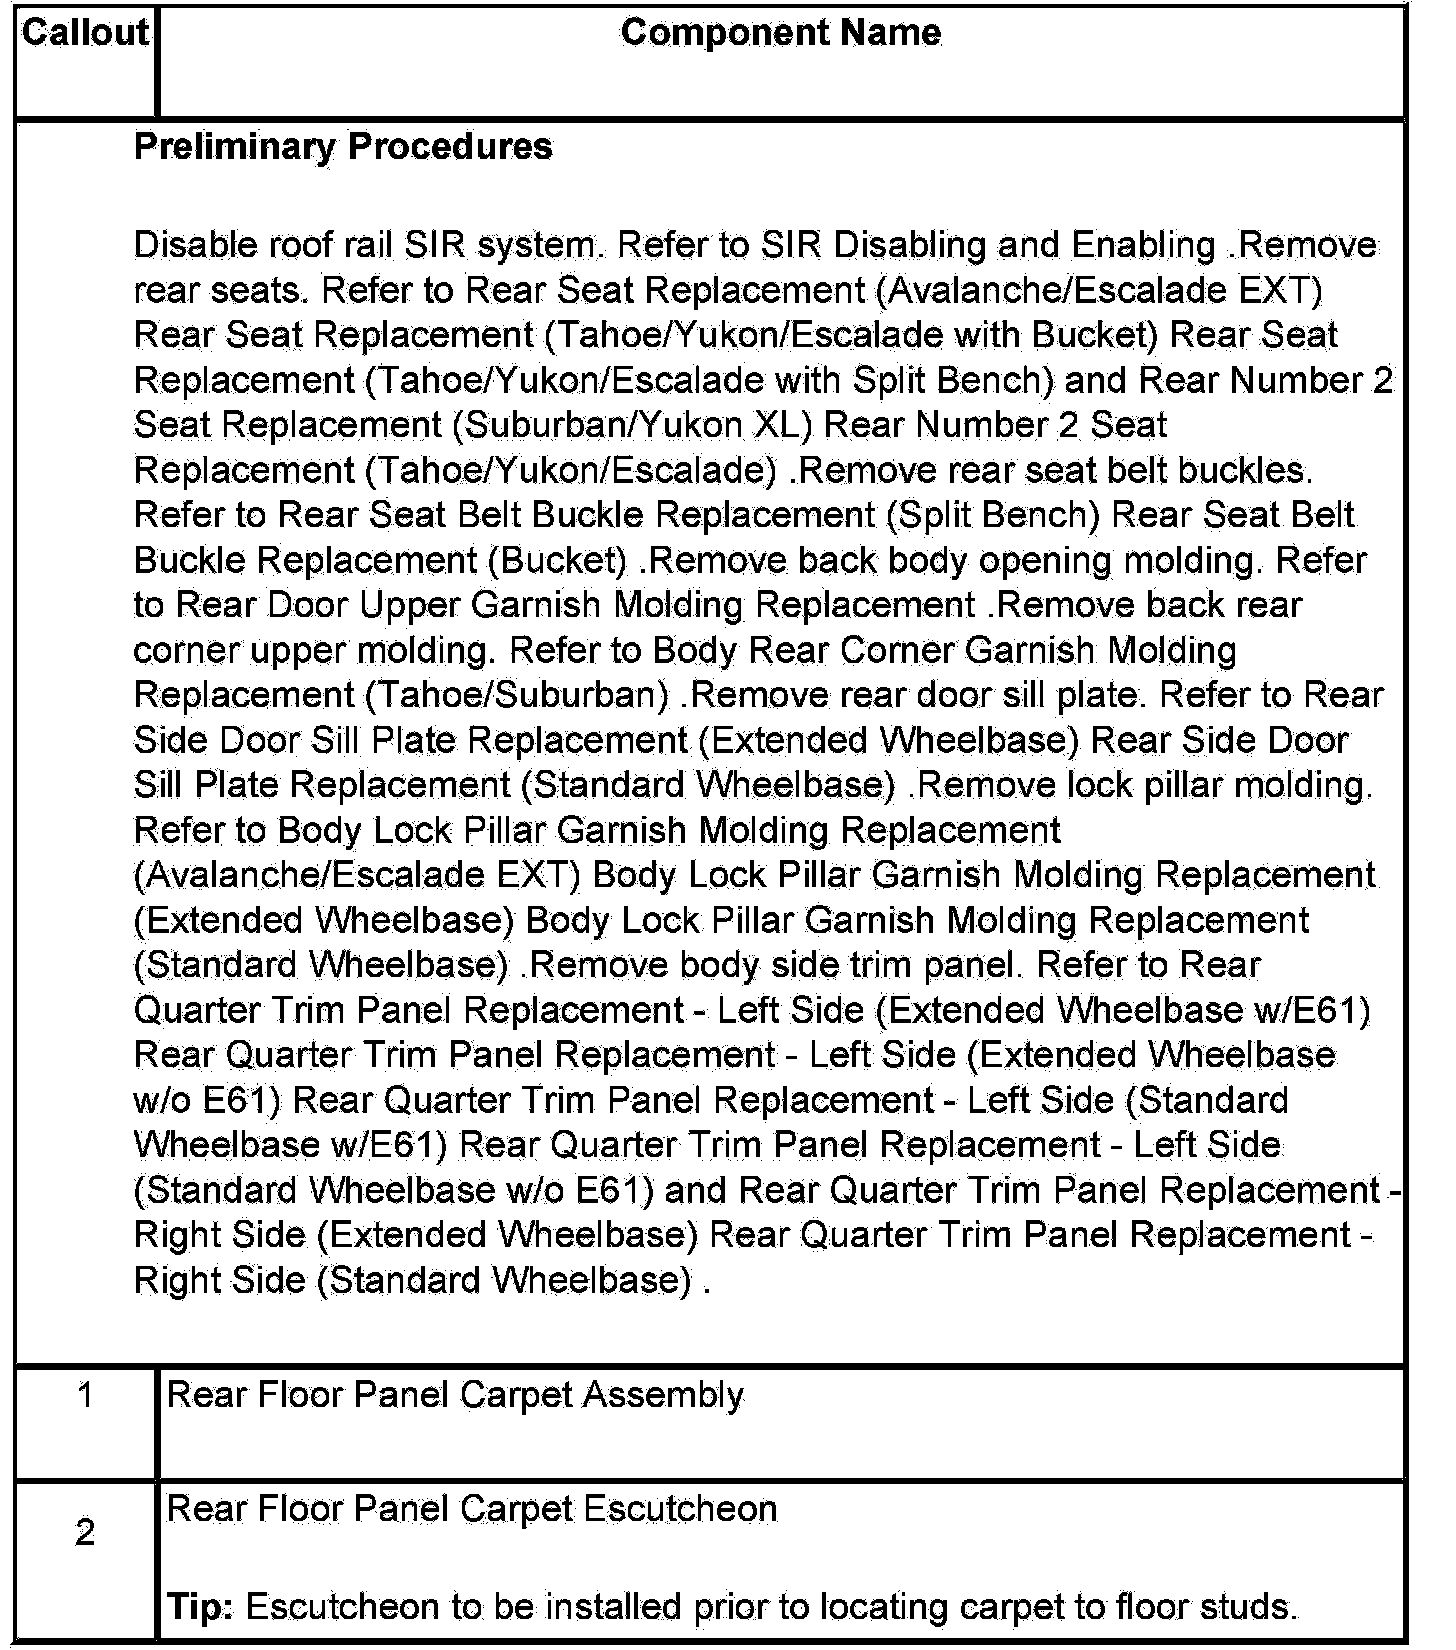 Callout Component Name
Preliminary Procedures
Disable roof rail SIR system. Refer to SIR Disabling and Enabling .Remove
rear seats. Refer to Rear Seat Replacement (Avalanche/Escalade EXT)
Rear Seat Replacement (Tahoe/Yukon/Escalade with Bucket) Rear Seat
Replacement (Tahoe/Yukon/Escalade with Split Bench) and Rear Number 2
Seat Replacement (Suburban/Yukon XL) Rear Number 2 Seat
Replacement (Tahoe/Yukon/Escalade) .Remove rear seat belt buckles.
Refer to Rear Seat Belt Buckle Replacement (Split Bench) Rear Seat Belt
Buckle Replacement (Bucket) .Remove back body opening molding. Refer
to Rear Door Upper Garnish Molding Replacement .Remove back rear
corner upper molding. Refer to Body Rear Corner Garnish Molding
Replacement (Tahoe/Suburban) .Remove rear door sill plate. Refer to Rear
Side Door Sill Plate Replacement (Extended Wheelbase) Rear Side Door
Sill Plate Replacement (Standard Wheelbase) .Remove lock pillar molding.
Refer to Body Lock Pillar Garnish Molding Replacement
(Avalanche/Escalade EXT) Body Lock Pillar Garnish Molding Replacement
(Extended Wheelbase) Body Lock Pillar Garnish Molding Replacement
(Standard Wheelbase) .Remove body side trim panel. Refer to Rear
Quarter Trim Panel Replacement - Left Side (Extended Wheelbase w/E61)
Rear Quarter Trim Panel Replacement - Left Side (Extended Wheelbase
w/o E61) Rear Quarter Trim Panel Replacement - Left Side (Standard
Wheelbase w/E61) Rear Quarter Trim Panel Replacement - Left Side
(Standard Wheelbase w/o E61) and Rear Quarter Trim Panel Replacement -
Right Side (Extended Wheelbase) Rear Quarter Trim Panel Replacement -
Right Side (Standard Wheelbase) .
1 Rear Floor Panel Carpet Assembly
2 Rear Floor Panel Carpet Escutcheon
Tip: Escutcheon to be installed prior to locating carpet to floor studs.